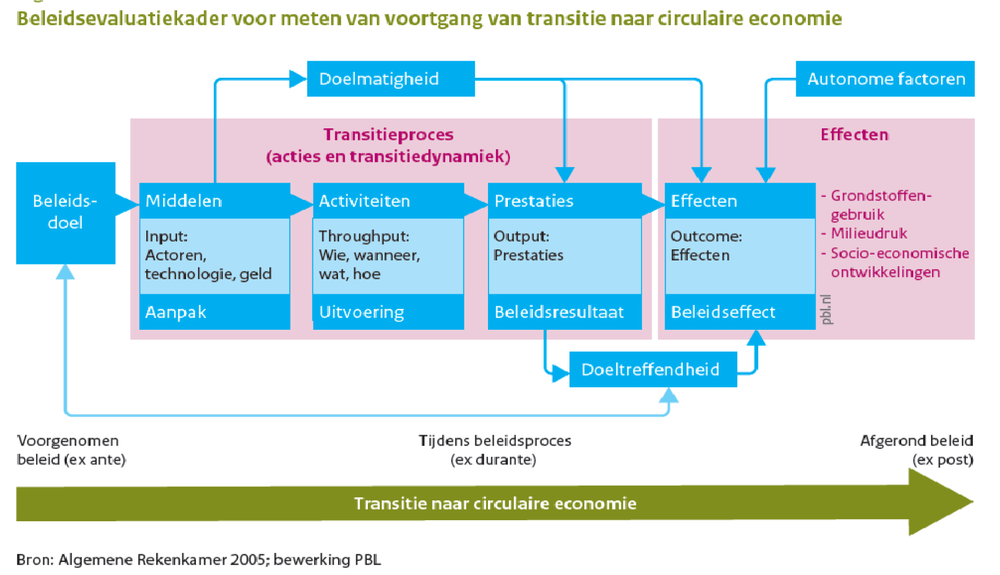 Beleidsevaluatiekader voor meten van voortgang van transitie naar circulaire economie
Doelmatigheid
Autonome factoren
Transitieproces
(acties en transitiedynamiek)
Effecten
Beleids-
doel
Middelen
Input:
Actoren,
technologie, geld
Aanpak
Activiteiten
Throughput:
Wie, wanneer,
wat, hoe
Uitvoering
Prestaties
Output:
Prestaties
Beleidsresultaat
Effecten
Outcome:
Effecten
Beleidseffect
- Grondstoffen-
gebruik
- Milieudruk
- Socio-economische
ontwikkelingen
pbl.nl
Doeltreffendheid
Voorgenomen
beleid (ex ante)
Tijdens beleidsproces
(ex durante)
Afgerond beleid
(ex post)
Transitie naar circulaire economie
Bron: Algemene Rekenkamer 2005; bewerking PBL